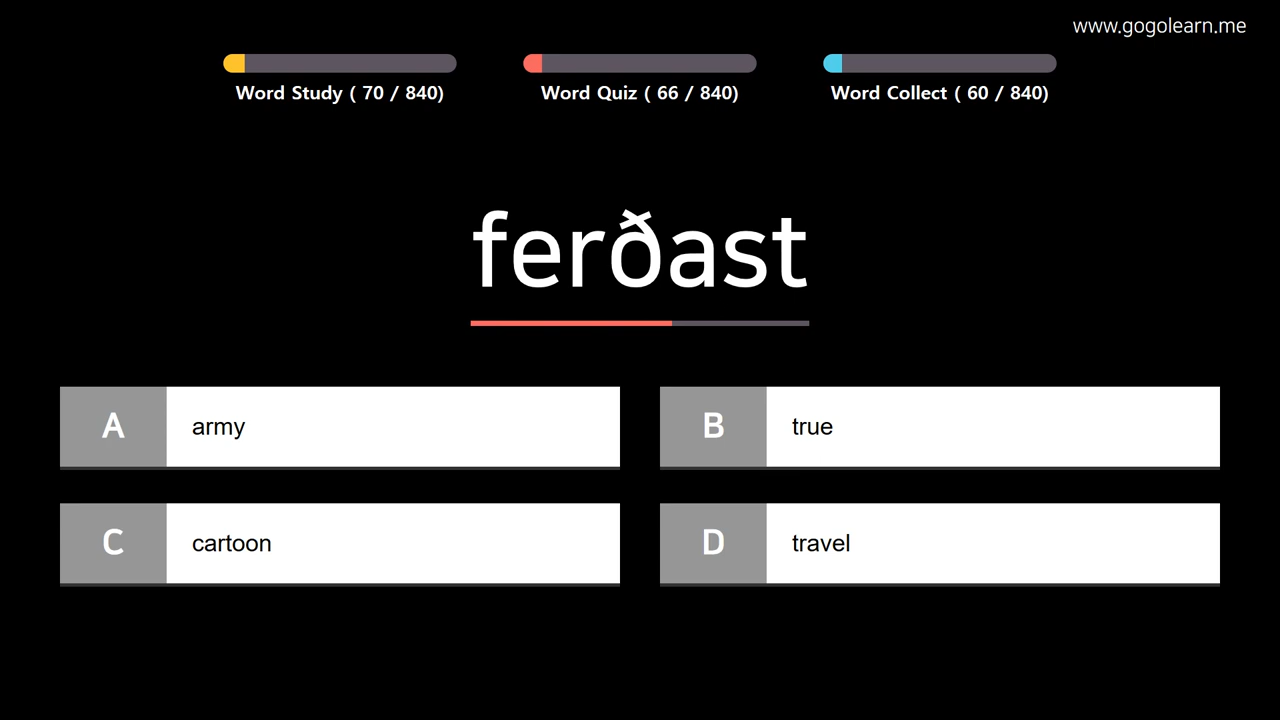 www.gogolearn.me
Word Study ( 70 / 840)
Word Quiz ( 66 / 840)
Word Collect ( 60 / 840)
ferðast
A army
B true
C cartoon
D travel